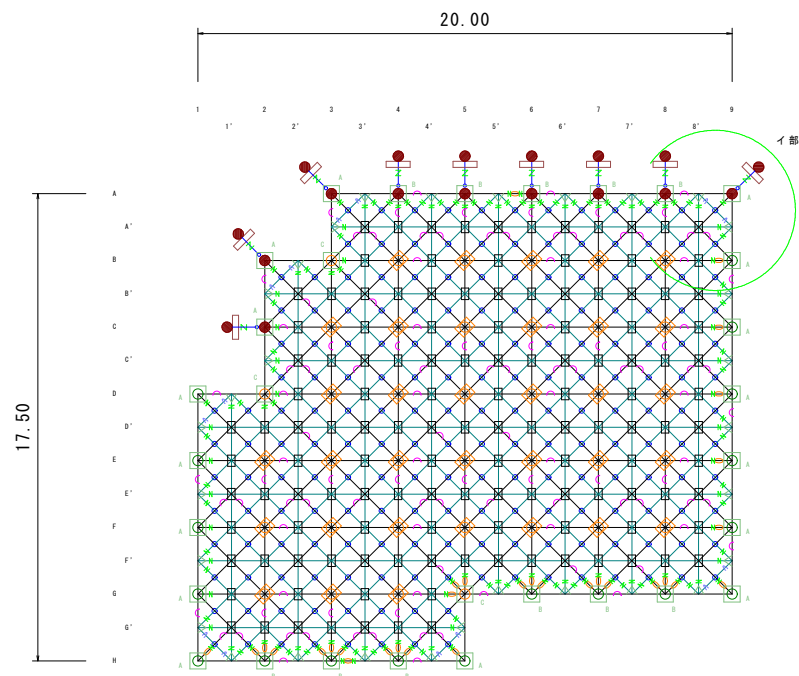 20.00
1 2 3 4 5 6 7 8 9
1' 2' 3' 4' 5' 6' 7' 8'
イ部
17.50
A
A'
B
B'
C
C'
D
D'
E
E'
F
F'
G
G'
H
A B B B B B A
A C A
A A
A C A
A A
A A
A C B B B A
A B B B A